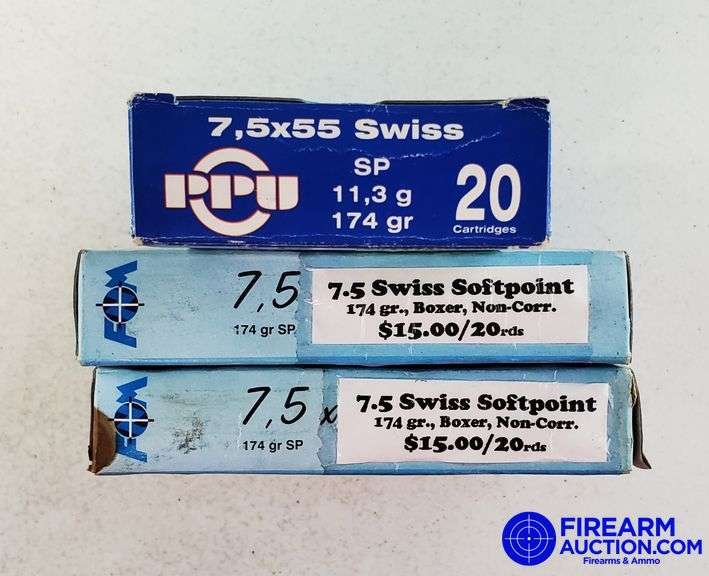 7,5x55 Swiss
PPU
SP
11,3 g
174 gr
20
Cartridges
FNM
7,5
174 gr SP
7.5 Swiss Softpoint
174 gr., Boxer, Non-Corr.
$15.00/20rds
FNM
7,5 x
174 gr SP
7.5 Swiss Softpoint
174 gr., Boxer, Non-Corr.
$15.00/20rds
FIREARM
AUCTION.COM
Firearms & Ammo